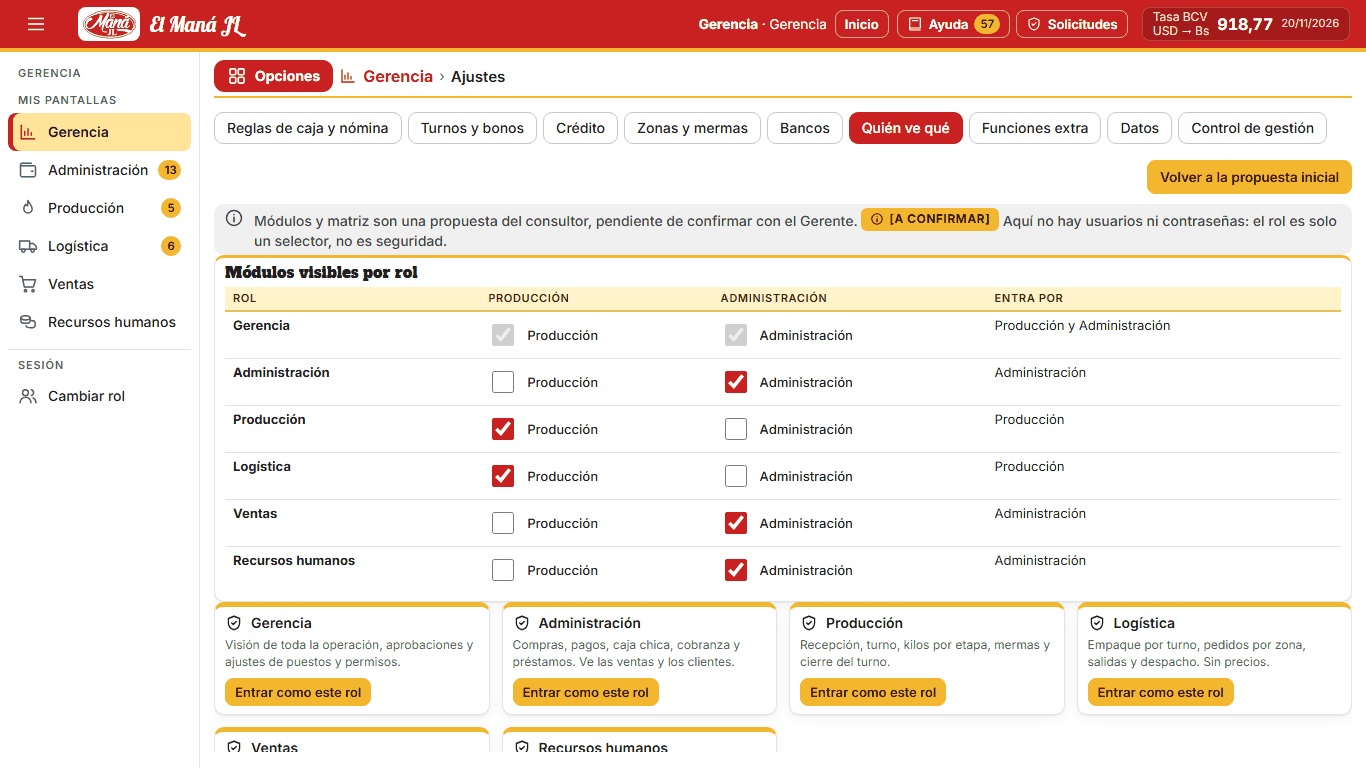 El Maná JL
Gerencia · Gerencia
Inicio
Ayuda 57
Solicitudes
Tasa BCV
USD → Bs
918,77
20/11/2026
GERENCIA
MIS PANTALLAS
Gerencia
Administración 13
Producción 5
Logística 6
Ventas
Recursos humanos
SESIÓN
Cambiar rol
Opciones
Gerencia › Ajustes
Reglas de caja y nómina
Turnos y bonos
Crédito
Zonas y mermas
Bancos
Quién ve qué
Funciones extra
Datos
Control de gestión
Volver a la propuesta inicial
Módulos y matriz son una propuesta del consultor, pendiente de confirmar con el Gerente. [A CONFIRMAR] Aquí no hay usuarios ni contraseñas: el rol es solo
un selector, no es seguridad.
Módulos visibles por rol
ROL PRODUCCIÓN ADMINISTRACIÓN ENTRA POR
Gerencia Producción Administración Producción y Administración
Administración Producción Administración Administración
Producción Producción Administración Producción
Logística Producción Administración Producción
Ventas Producción Administración Administración
Recursos humanos Producción Administración Administración
Gerencia
Visión de toda la operación, aprobaciones y
ajustes de puestos y permisos.
Entrar como este rol
Administración
Compras, pagos, caja chica, cobranza y
préstamos. Ve las ventas y los clientes.
Entrar como este rol
Producción
Recepción, turno, kilos por etapa, mermas y
cierre del turno.
Entrar como este rol
Logística
Empaque por turno, pedidos por zona,
salidas y despacho. Sin precios.
Entrar como este rol
Ventas
Recursos humanos